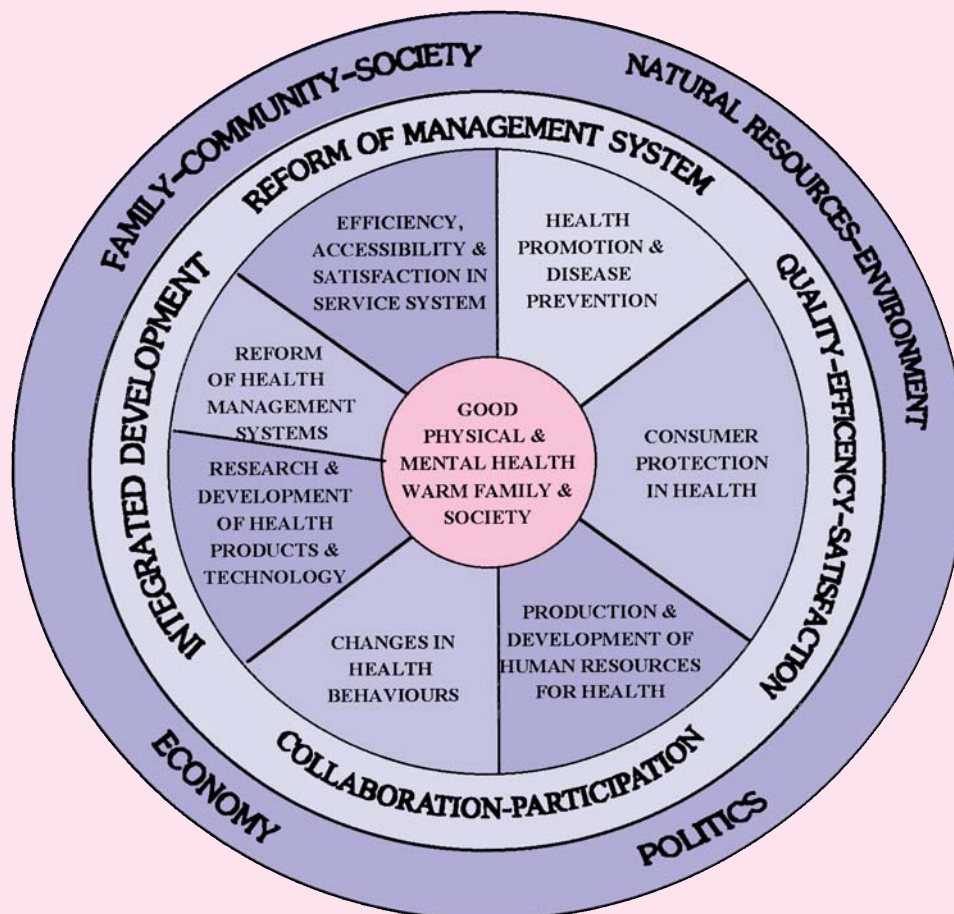 FAMILY-COMMUNITY-SOCIETY
NATURAL RESOURCES-ENVIRONMENT
REFORM OF MANAGEMENT SYSTEM
INTEGRATED DEVELOPMENT
QUALITY-EFFICENCY-SATISFACTION
EFFICIENCY,
ACCESSIBILITY &
SATISFACTION IN
SERVICE SYSTEM
HEALTH
PROMOTION &
DISEASE
PREVENTION
REFORM
OF HEALTH
MANAGEMENT
SYSTEMS
GOOD
PHYSICAL &
MENTAL HEALTH
WARM FAMILY &
SOCIETY
CONSUMER
PROTECTION
IN HEALTH
RESEARCH &
DEVELOPMENT
OF HEALTH
PRODUCTS &
TECHNOLOGY
CHANGES IN
HEALTH
BEHAVIOURS
PRODUCTION &
DEVELOPMENT OF
HUMAN RESOURCES
FOR HEALTH
COLLABORATION-PARTICIPATION
ECONOMY
POLITICS